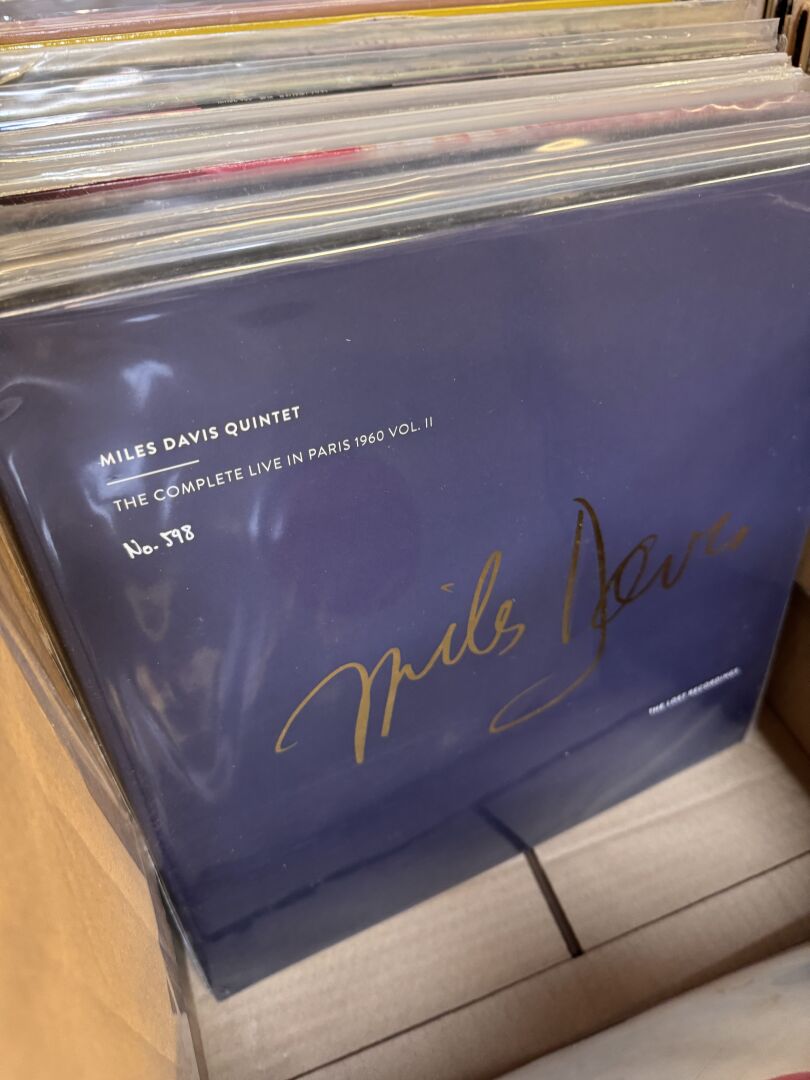 MILES DAVIS QUINTET
THE COMPLETE LIVE IN PARIS 1960 VOL. II
No. 598
Miles Davis
THE LOST RECORDINGS